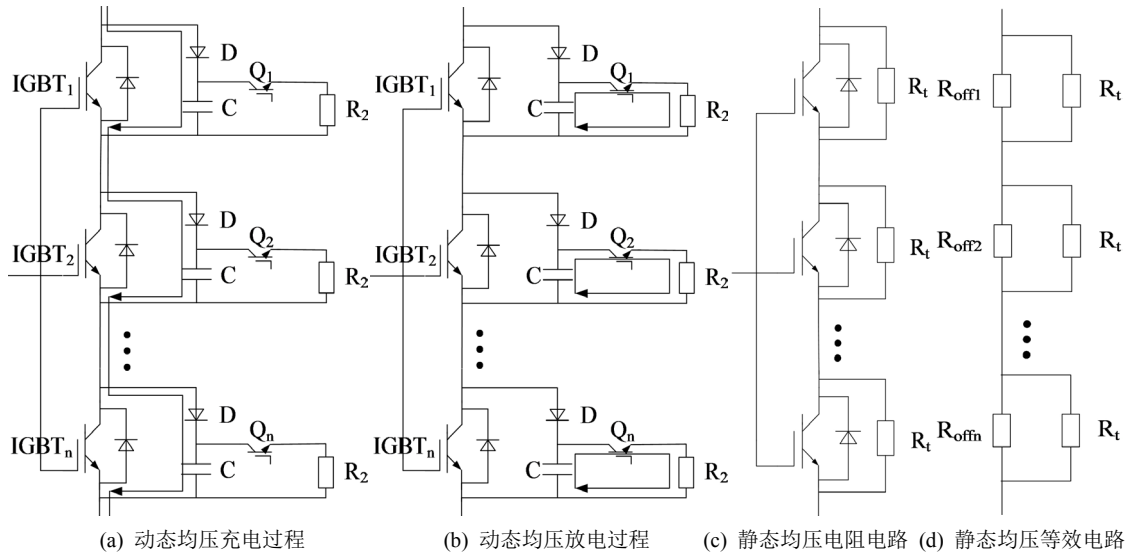 D
Q₁
IGBT₁
C
R₂
D
Q₂
IGBT₂
C
R₂
D
Qₙ
IGBTₙ
C
R₂
(a) 动态均压充电过程
D
Q₁
IGBT₁
C
R₂
D
Q₂
IGBT₂
C
R₂
D
Qₙ
IGBTₙ
C
R₂
(b) 动态均压放电过程
Rₜ
Rₜ
Rₜ
(c) 静态均压电阻电路
Rₒff1
Rₜ
Rₒff2
Rₜ
Rₒffn
Rₜ
(d) 静态均压等效电路